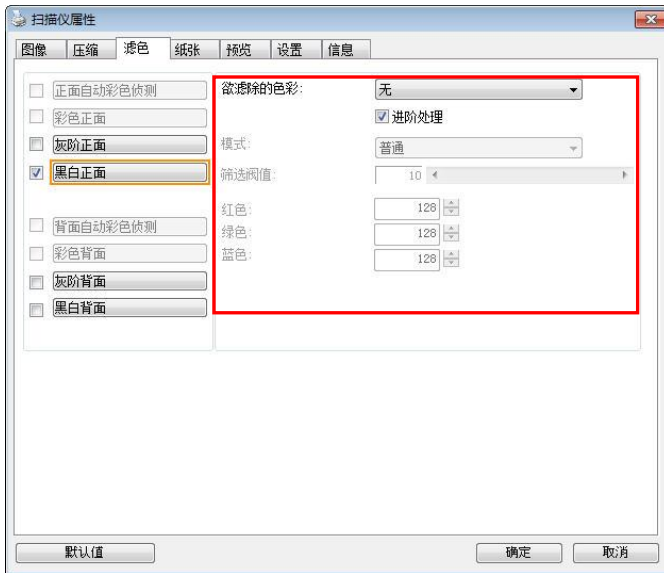 扫描仪属性
图像 压缩 滤色 纸张 预览 设置 信息
正面自动彩色侦测 欲滤除的色彩: 无
彩色正面 进阶处理
灰阶正面 模式: 普通
黑白正面 筛选阀值: 10
红色: 128
背面自动彩色侦测 绿色: 128
彩色背面 蓝色: 128
灰阶背面
黑白背面
默认值 确定 取消